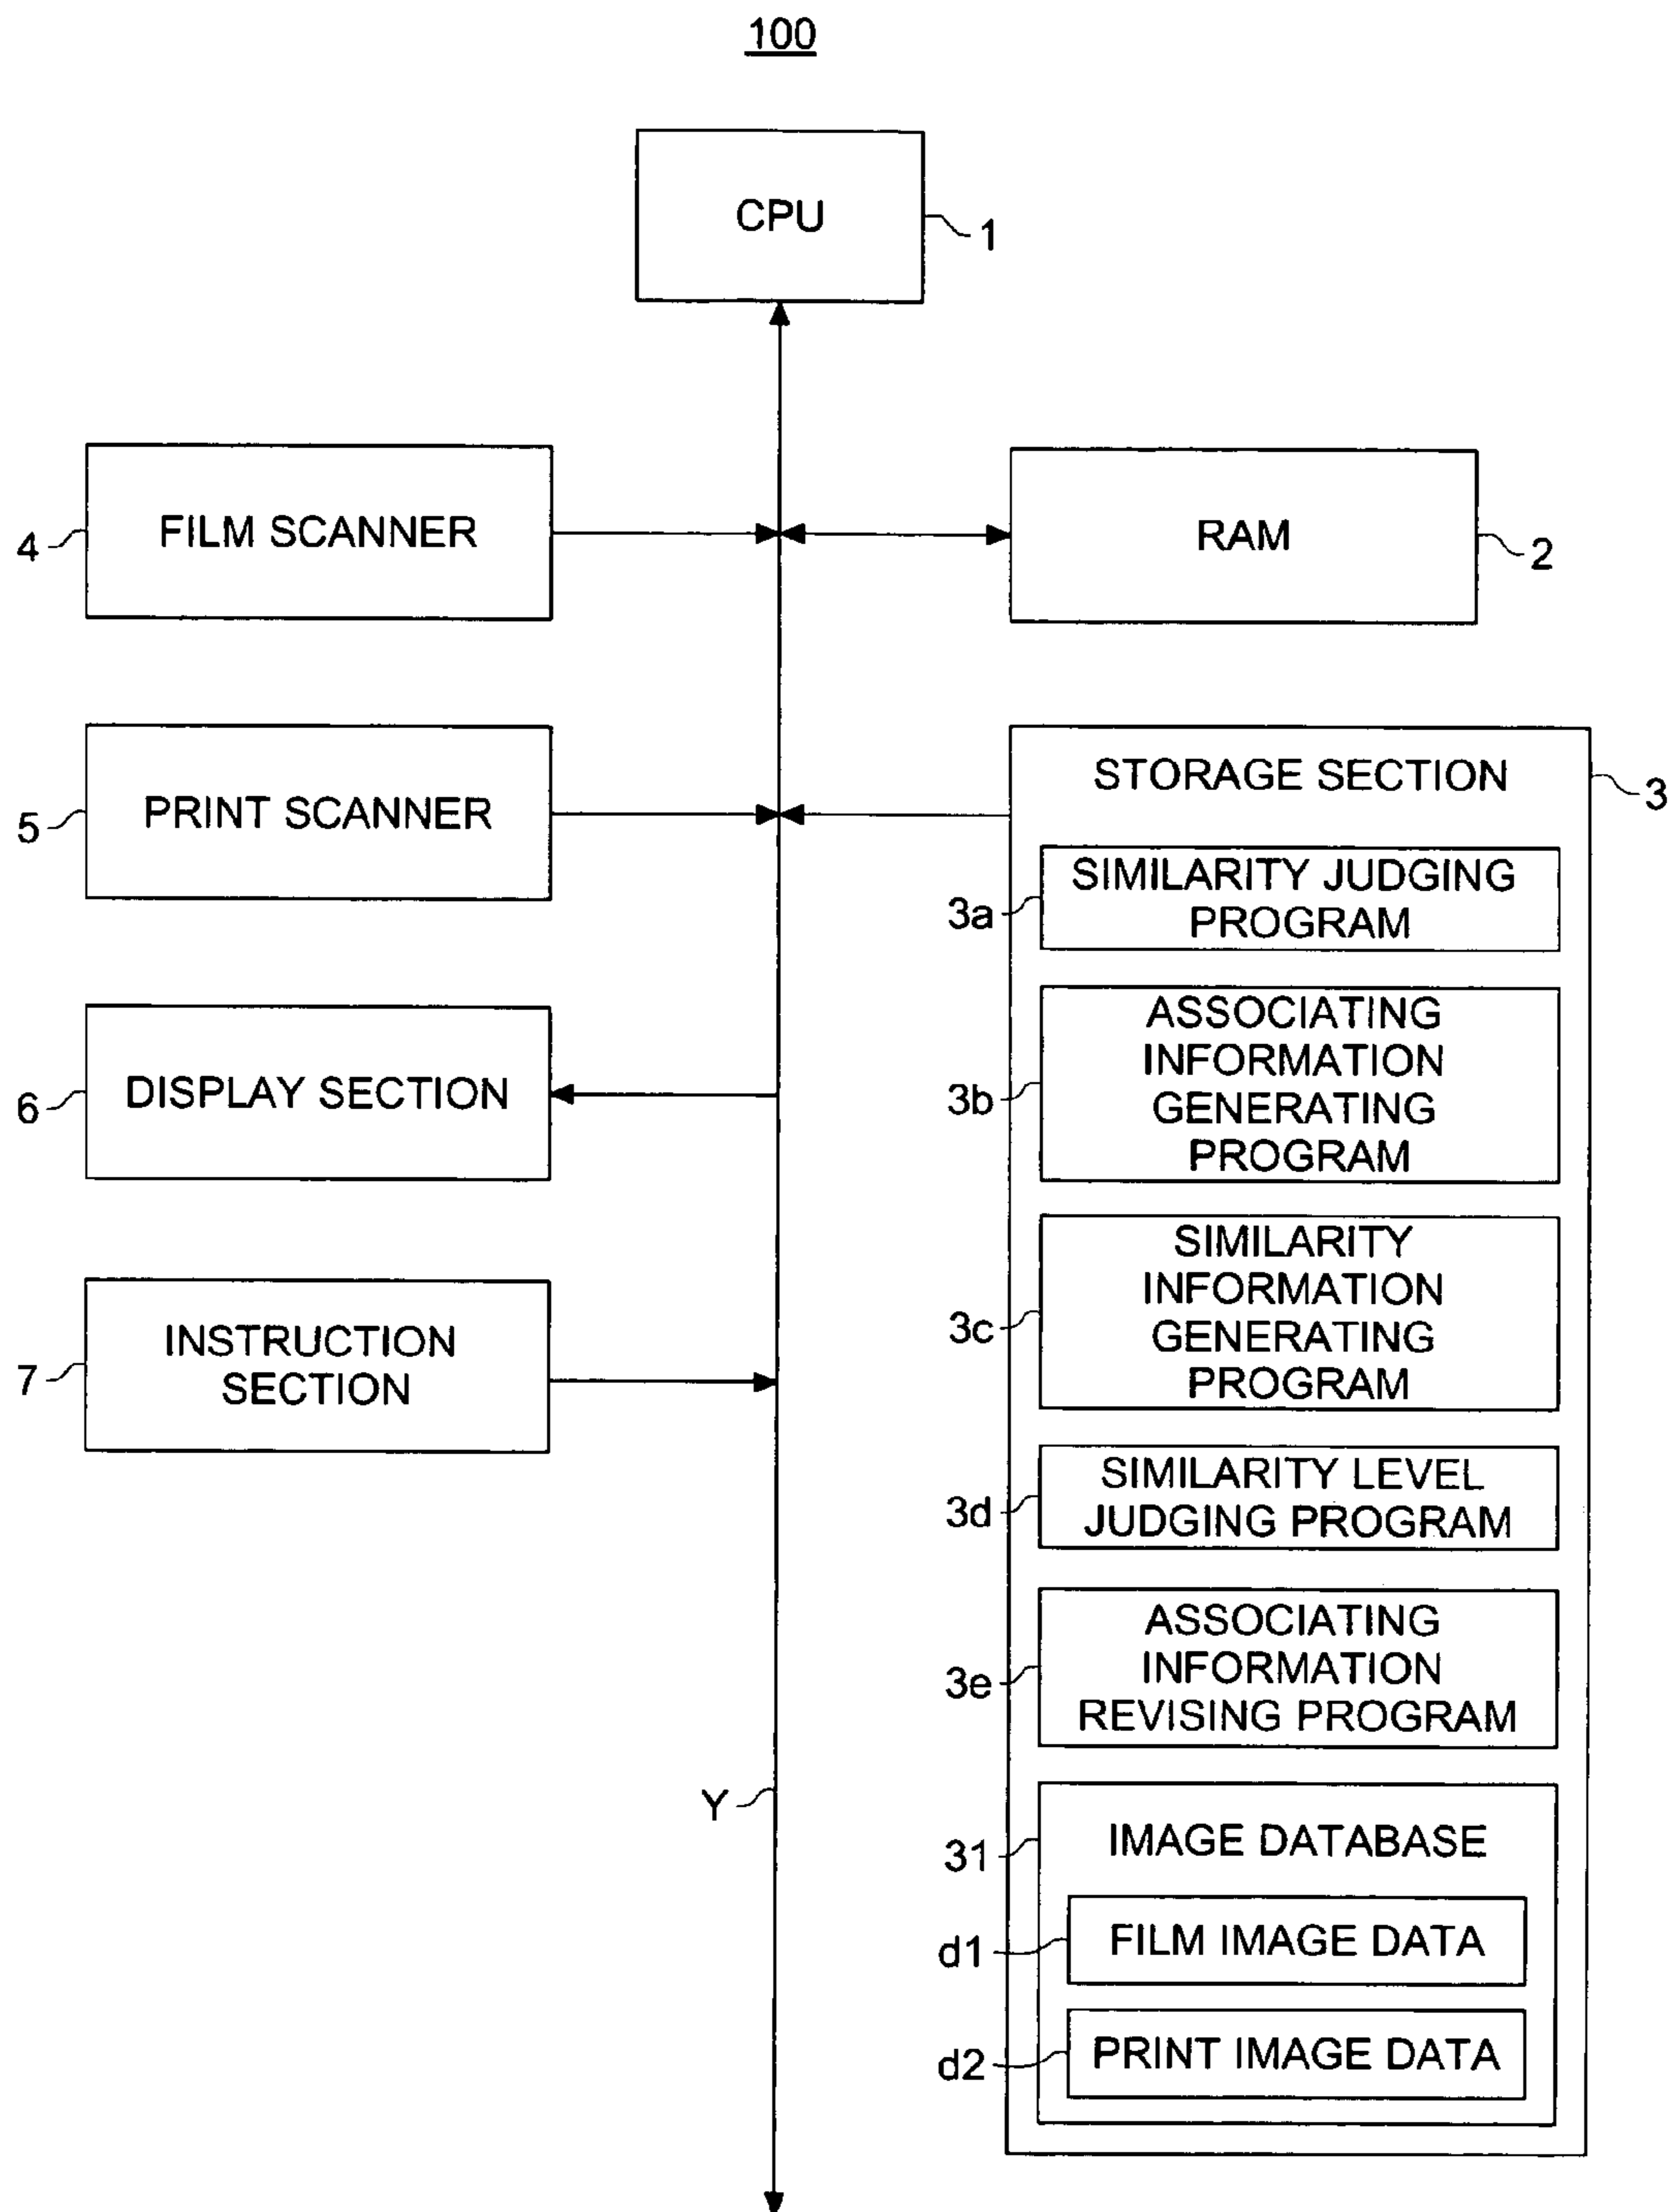 100
CPU
1
FILM SCANNER
4
RAM
2
PRINT SCANNER
5
STORAGE SECTION
3
SIMILARITY JUDGING
PROGRAM
3a
ASSOCIATING
INFORMATION
GENERATING
PROGRAM
3b
DISPLAY SECTION
6
SIMILARITY
INFORMATION
GENERATING
PROGRAM
3c
INSTRUCTION
SECTION
7
SIMILARITY LEVEL
JUDGING PROGRAM
3d
ASSOCIATING
INFORMATION
REVISING PROGRAM
3e
Y
IMAGE DATABASE
31
FILM IMAGE DATA
d1
PRINT IMAGE DATA
d2